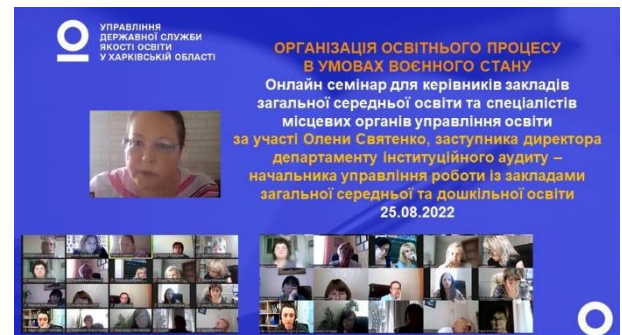 УПРАВЛІННЯ
ДЕРЖАВНОЇ СЛУЖБИ
ЯКОСТІ ОСВІТИ
У ХАРКІВСЬКІЙ ОБЛАСТІ
ОРГАНІЗАЦІЯ ОСВІТНЬОГО ПРОЦЕСУ
В УМОВАХ ВОЄННОГО СТАНУ
Онлайн семінар для керівників закладів
загальної середньої освіти та спеціалістів
місцевих органів управління освіти
за участі Олени Святенко, заступника директора
департаменту інституційного аудиту –
начальника управління роботи із закладами
загальної середньої та дошкільної освіти
25.08.2022